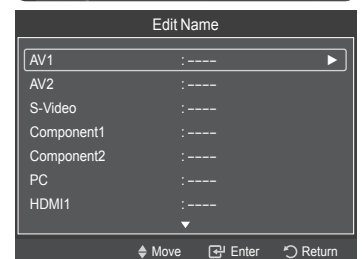 Edit Name
AV1 : ---- ►
AV2 : ----
S-Video : ----
Component1 : ----
Component2 : ----
PC : ----
HDMI1 : ----
▼
Move Enter Return